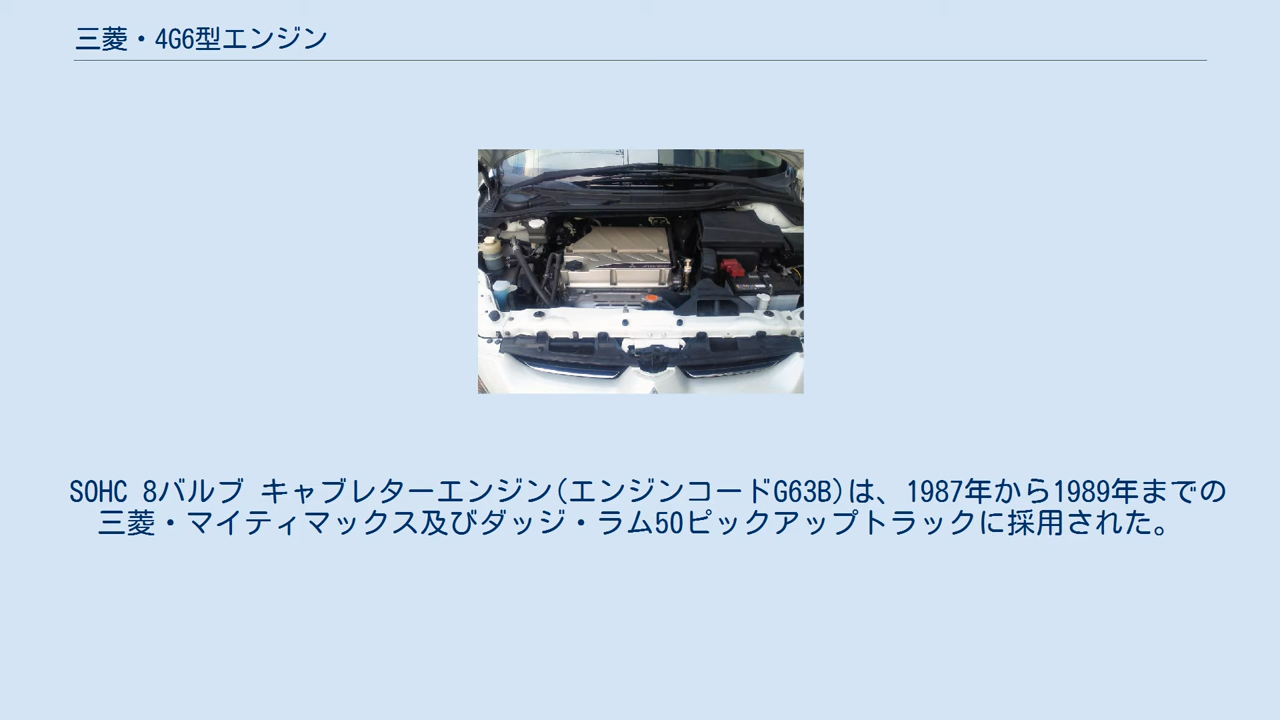 三菱・4G6型エンジン
SOHC 8バルブ キャブレターエンジン(エンジンコードG63B)は、1987年から1989年までの
三菱・マイティマックス及びダッジ・ラム50ピックアップトラックに採用された。